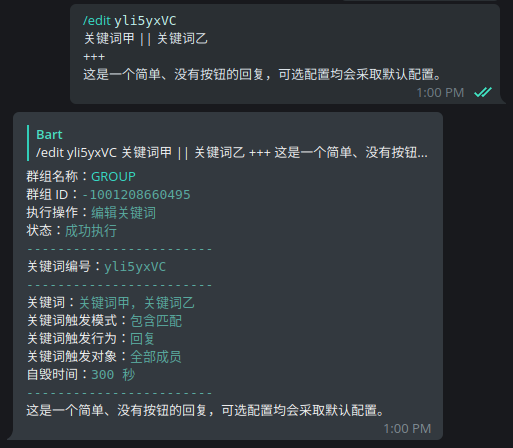 /edit yli5yxVC
关键词甲 || 关键词乙
+++
这是一个简单、没有按钮的回复，可选配置均会采取默认配置。
1:00 PM
Bart
/edit yli5yxVC 关键词甲 || 关键词乙 +++ 这是一个简单、没有按钮...
群组名称：GROUP
群组 ID：-1001208660495
执行操作：编辑关键词
状态：成功执行
------------------------
关键词编号：yli5yxVC
------------------------
关键词：关键词甲，关键词乙
关键词触发模式：包含匹配
关键词触发行为：回复
关键词触发对象：全部成员
自毁时间：300 秒
------------------------
这是一个简单、没有按钮的回复，可选配置均会采取默认配置。
1:00 PM